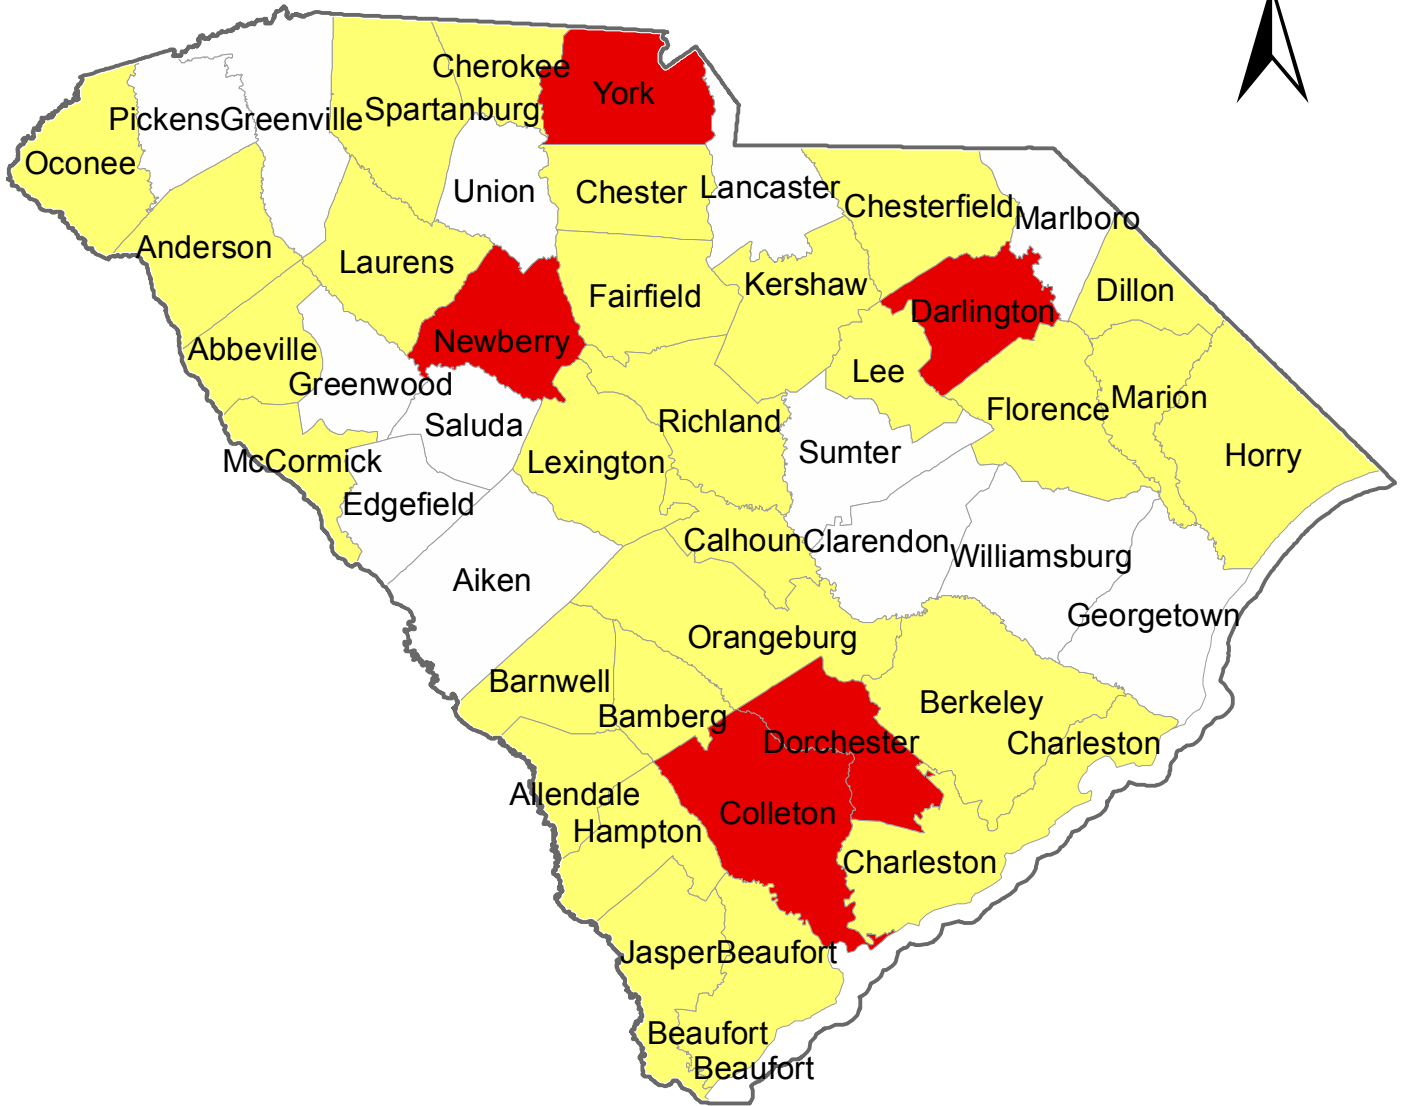 Cherokee
York
Spartanburg
Pickens
Greenville
Oconee
Union
Chester
Lancaster
Chesterfield
Marlboro
Anderson
Laurens
Fairfield
Kershaw
Dillon
Darlington
Newberry
Abbeville
Greenwood
Lee
Marion
Florence
Saluda
Richland
Sumter
Horry
McCormick
Lexington
Edgefield
Calhoun
Clarendon
Williamsburg
Aiken
Georgetown
Orangeburg
Barnwell
Bamberg
Berkeley
Dorchester
Charleston
Allendale
Colleton
Hampton
Charleston
Jasper
Beaufort
Beaufort
Beaufort